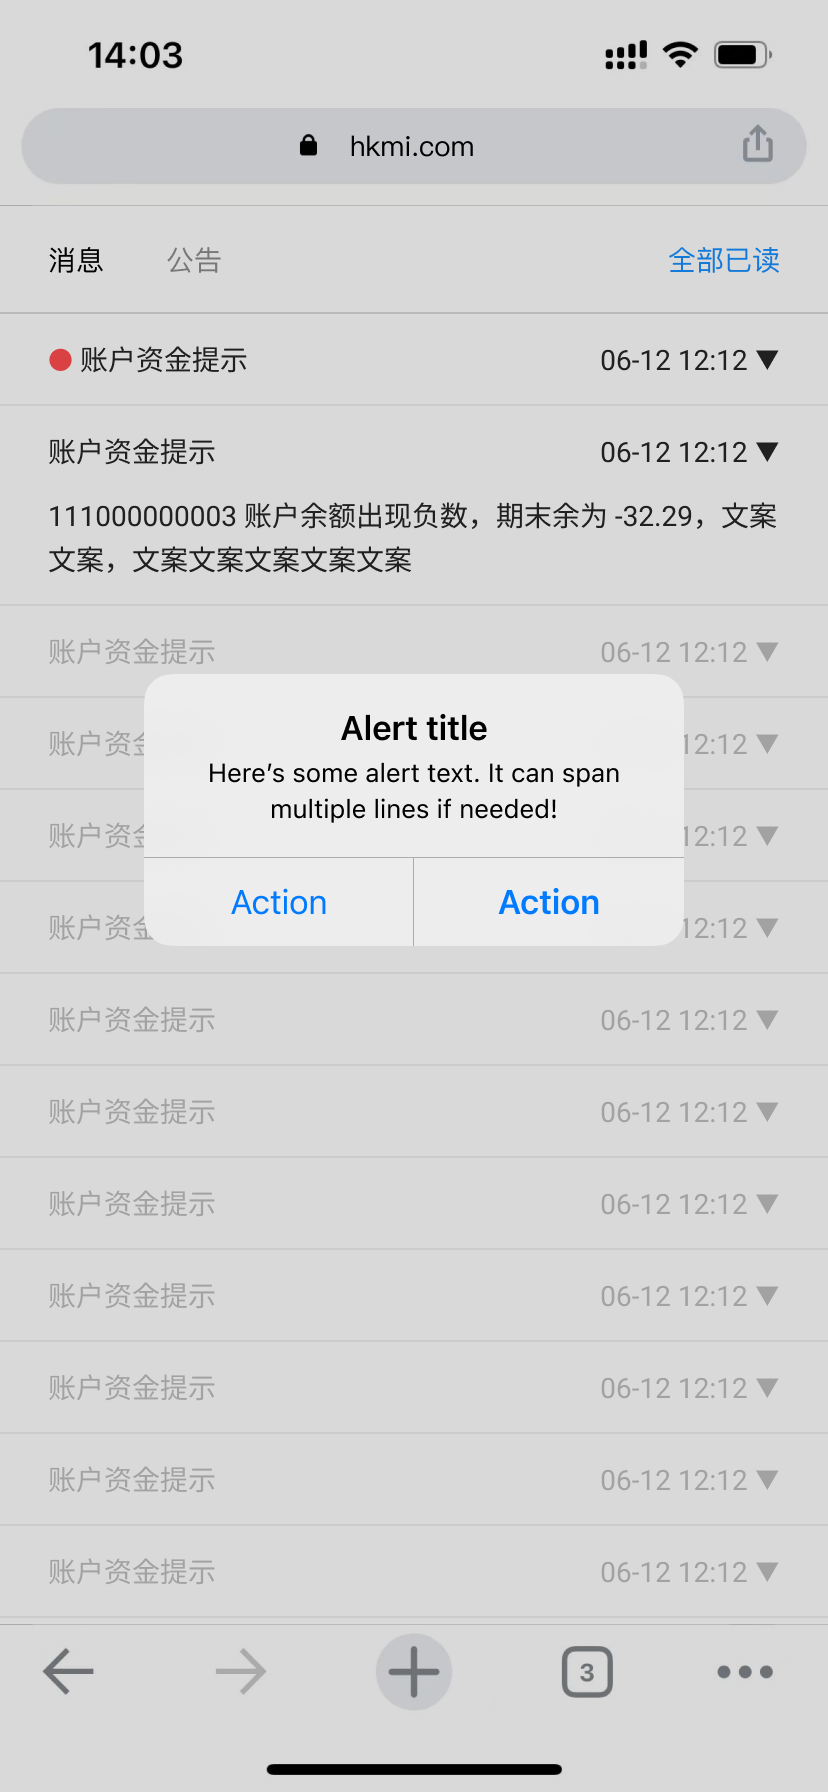 14:03
hkmi.com
消息 公告 全部已读
账户资金提示 06-12 12:12 ▼
账户资金提示 06-12 12:12 ▼
111000000003 账户余额出现负数，期末余为 -32.29，文案
文案，文案文案文案文案文案
账户资金提示 06-12 12:12 ▼
账户资 12:12 ▼
Alert title
Here’s some alert text. It can span
multiple lines if needed!
账户资 12:12 ▼
Action Action
账户资 12:12 ▼
账户资金提示 06-12 12:12 ▼
账户资金提示 06-12 12:12 ▼
账户资金提示 06-12 12:12 ▼
账户资金提示 06-12 12:12 ▼
账户资金提示 06-12 12:12 ▼
账户资金提示 06-12 12:12 ▼
账户资金提示 06-12 12:12 ▼
3